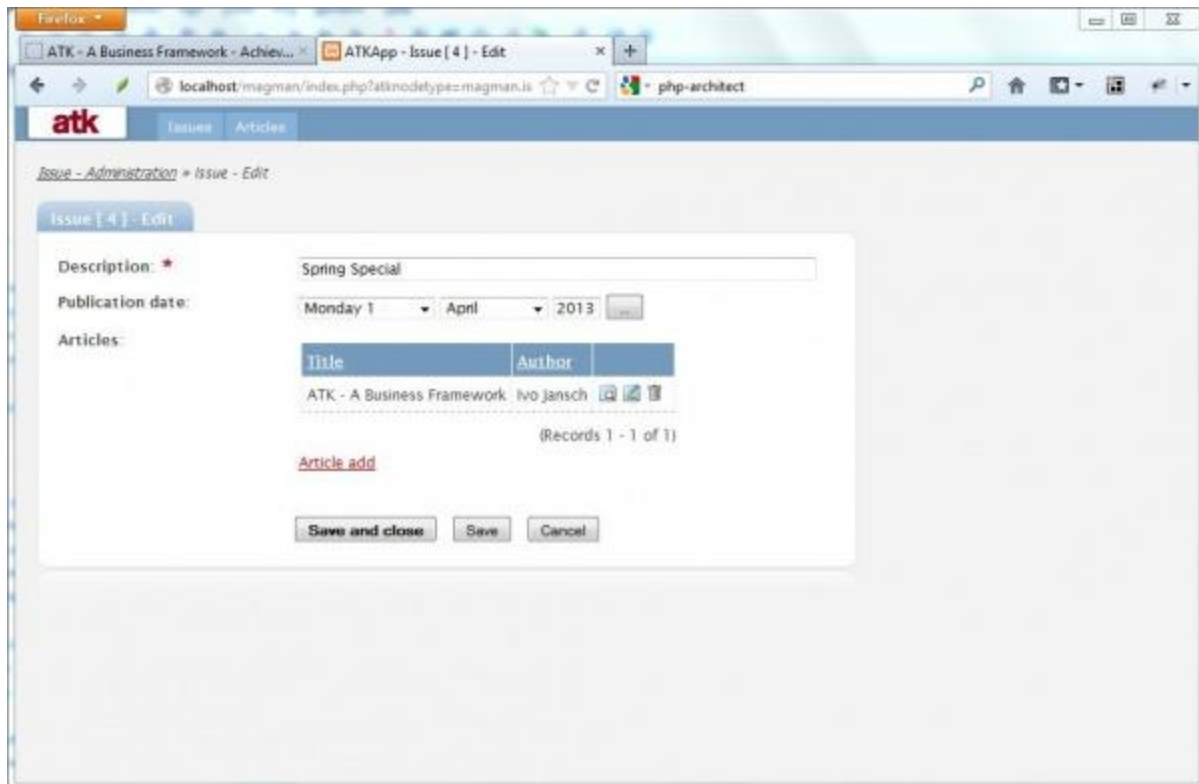 Firefox
ATK - A Business Framework - Achiev...
ATKApp - Issue [ 4 ] - Edit
localhost/magman/index.php?atknodetype=magman.is
php-architect
atk
Issues Articles
Issue - Administration » Issue - Edit
Issue [ 4 ] - Edit
Description: *
Spring Special
Publication date:
Monday 1 April 2013 ...
Articles:
Title Author
ATK - A Business Framework Ivo Jansch
(Records 1 - 1 of 1)
Article add
Save and close Save Cancel